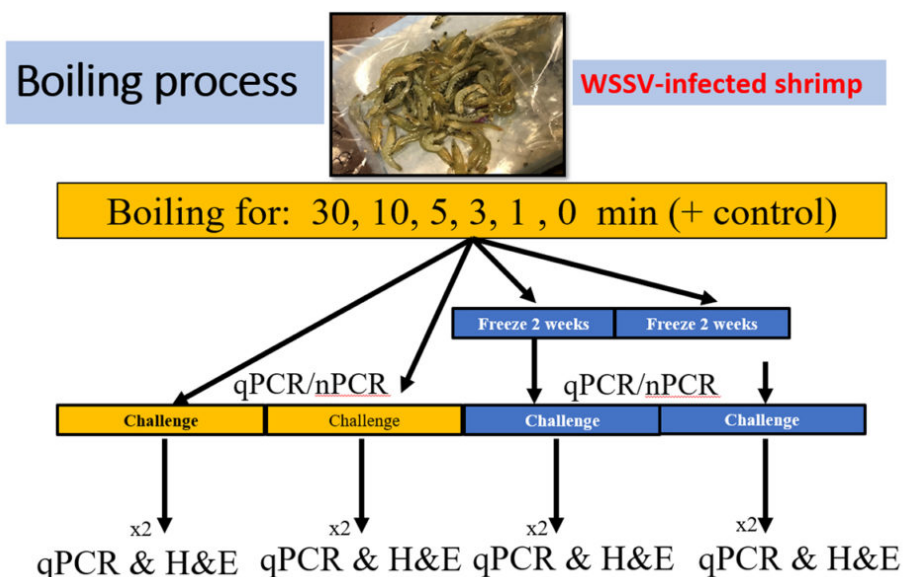 Boiling process
WSSV-infected shrimp
Boiling for: 30, 10, 5, 3, 1 , 0 min (+ control)
Freeze 2 weeks
Freeze 2 weeks
qPCR/nPCR
qPCR/nPCR
Challenge
Challenge
Challenge
Challenge
x2
x2
x2
x2
qPCR & H&E
qPCR & H&E
qPCR & H&E
qPCR & H&E